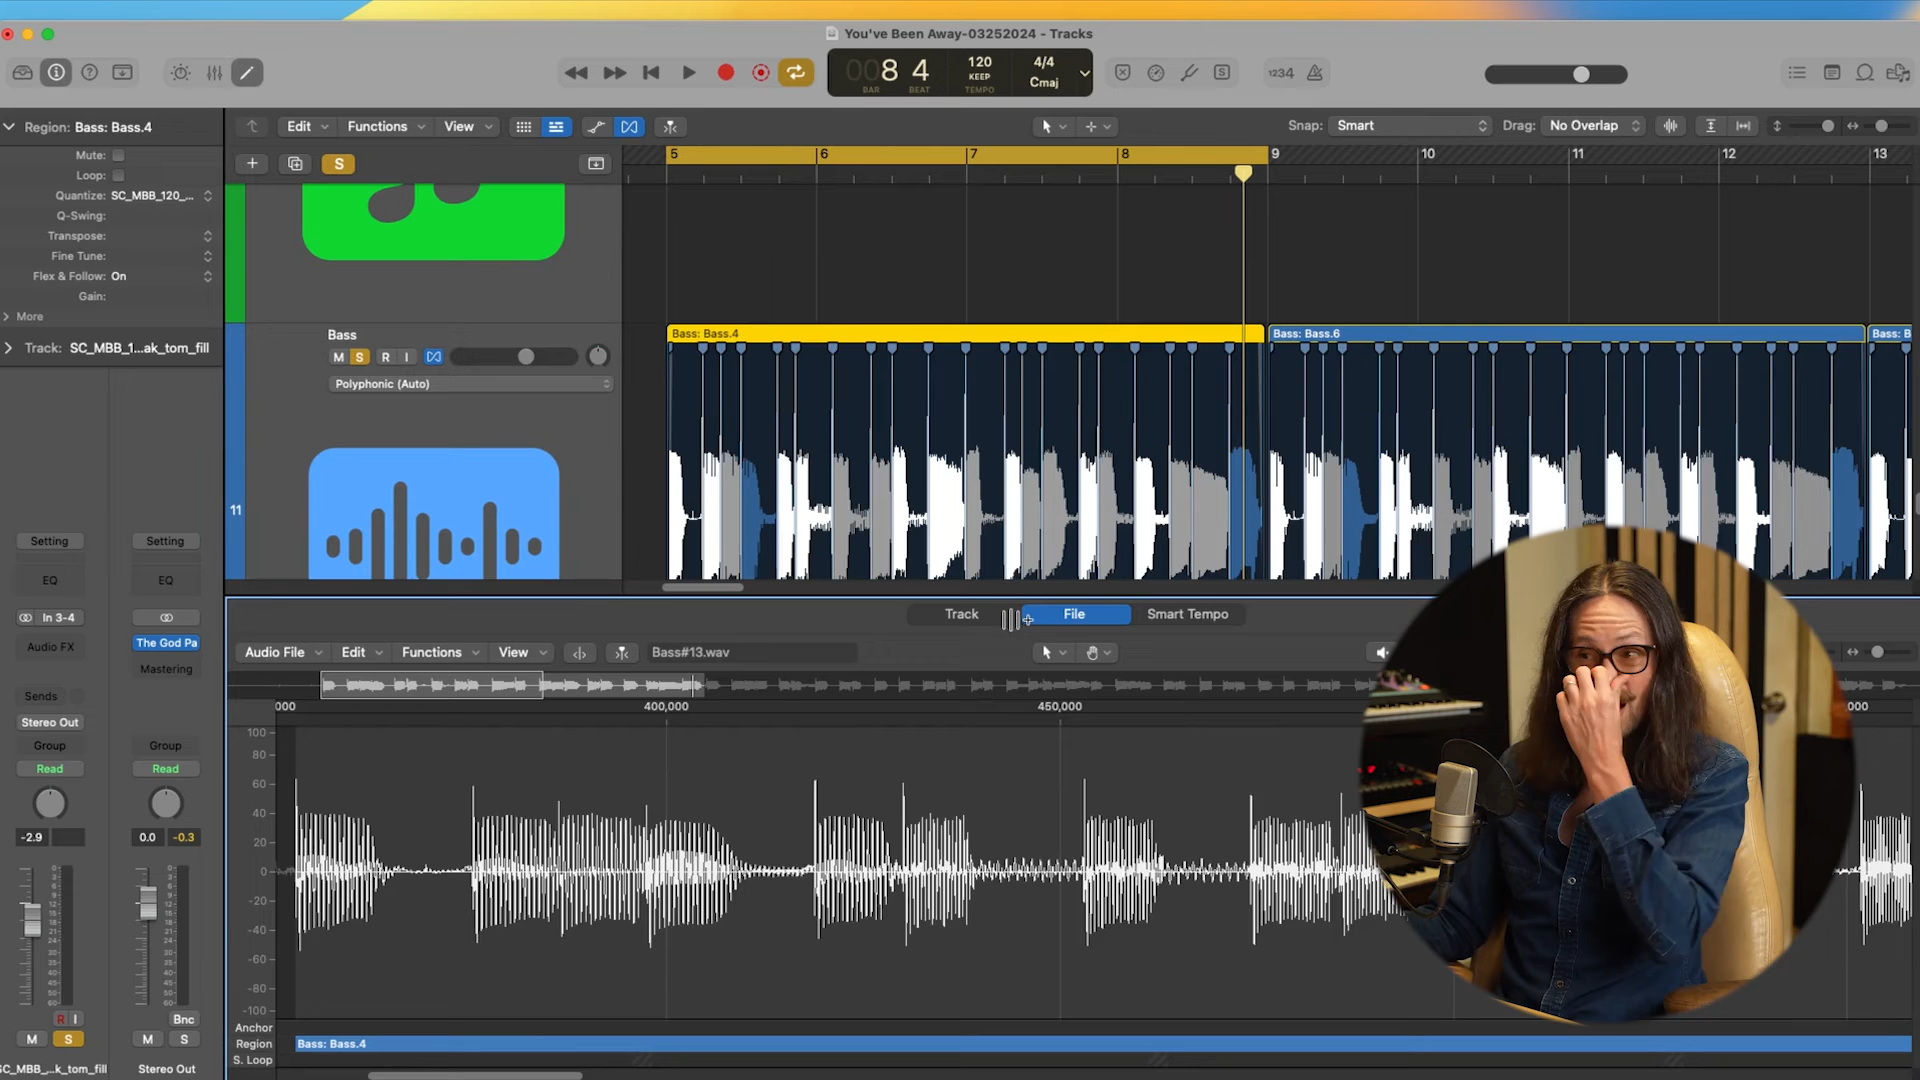 You've Been Away-03252024 - Tracks
008 4
BAR BEAT
120
KEEP
TEMPO
4/4
Cmaj
1234
Region: Bass: Bass.4
Edit Functions View
Snap: Smart
Drag: No Overlap
Mute:
Loop:
Quantize: SC_MBB_120_...
Q-Swing:
Transpose:
Fine Tune:
Flex & Follow: On
Gain:
More
Track: SC_MBB_1...ak_tom_fill
S
5 6 7 8 9 10 11 12 13
Bass
M S R I
Polyphonic (Auto)
11
Bass: Bass.4
Bass: Bass.6
Bass: B
Setting Setting
EQ EQ
In 3-4
Audio FX
The God Pa
Mastering
Sends
Stereo Out
Group Group
Read Read
-2.9
0.0 -0.3
R I
Bnc
M S
M S
SC_MBB_...k_tom_fill
Stereo Out
Track File Smart Tempo
Audio File Edit Functions View
Bass#13.wav
000 400,000 450,000 000
100
80
60
40
20
0
-20
-40
-60
-80
-100
Anchor
Region
Bass: Bass.4
S. Loop